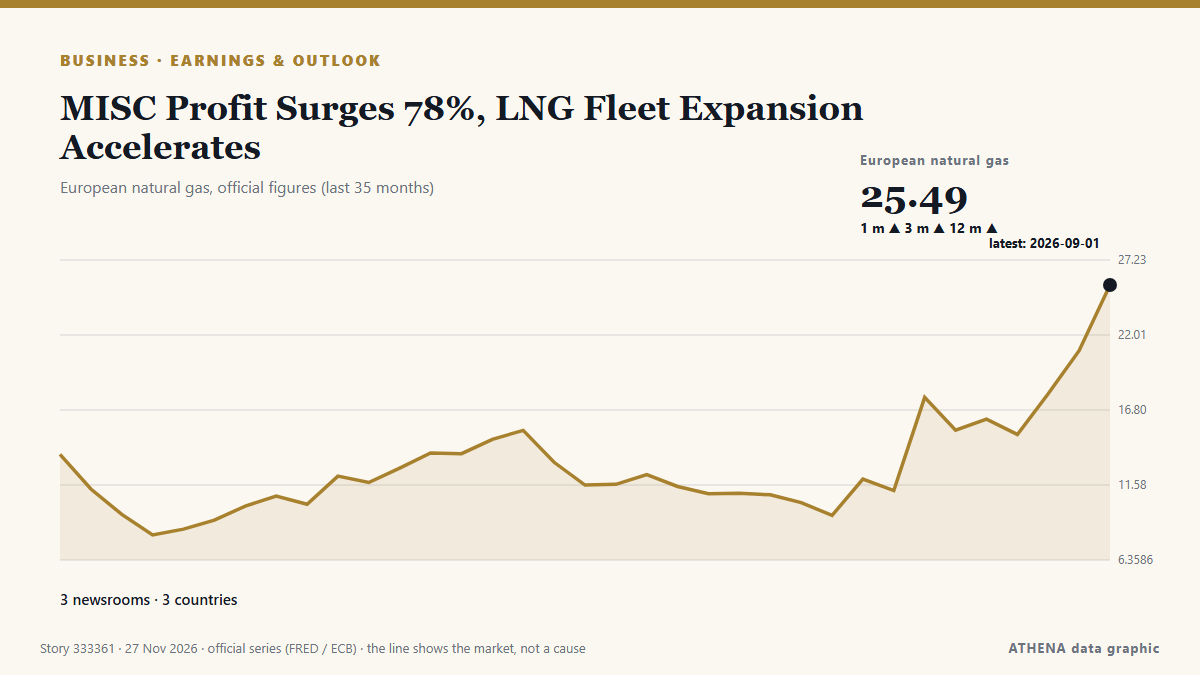 BUSINESS · EARNINGS & OUTLOOK
MISC Profit Surges 78%, LNG Fleet Expansion
Accelerates
European natural gas, official figures (last 35 months)
European natural gas
25.49
1 m ▲ 3 m ▲ 12 m ▲
latest: 2026-09-01
27.23
22.01
16.80
11.58
6.3586
3 newsrooms · 3 countries
Story 333361 · 27 Nov 2026 · official series (FRED / ECB) · the line shows the market, not a cause
ATHENA data graphic